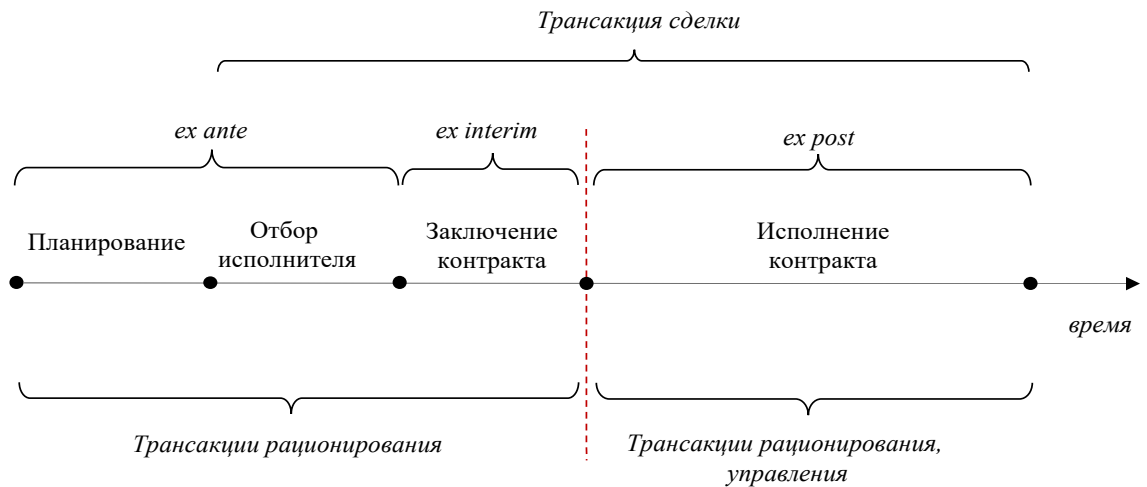 Трансакция сделки
ex ante
ex interim
ex post
Планирование
Отбор
исполнителя
Заключение
контракта
Исполнение
контракта
время
Трансакции рационирования
Трансакции рационирования,
управления